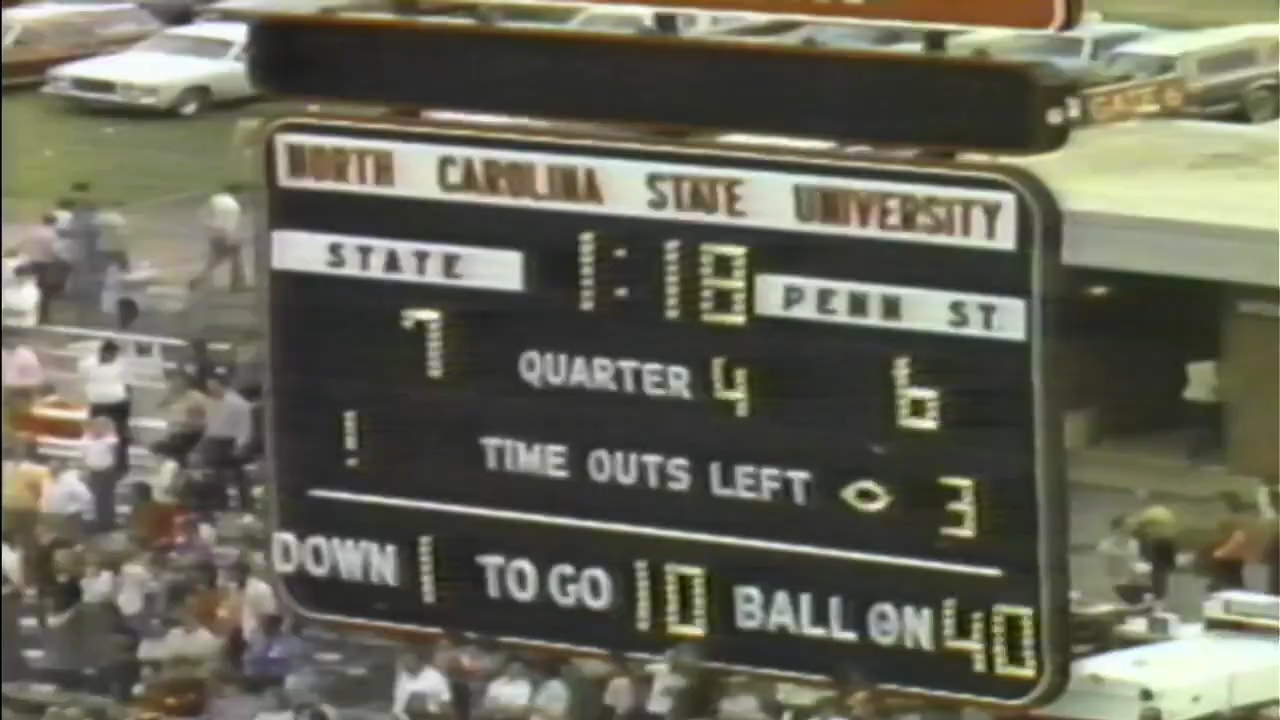 NORTH CAROLINA STATE UNIVERSITY
STATE 1:18 PENN ST
7 QUARTER 4 6
1 TIME OUTS LEFT 3
DOWN 1 TO GO 10 BALL ON 40